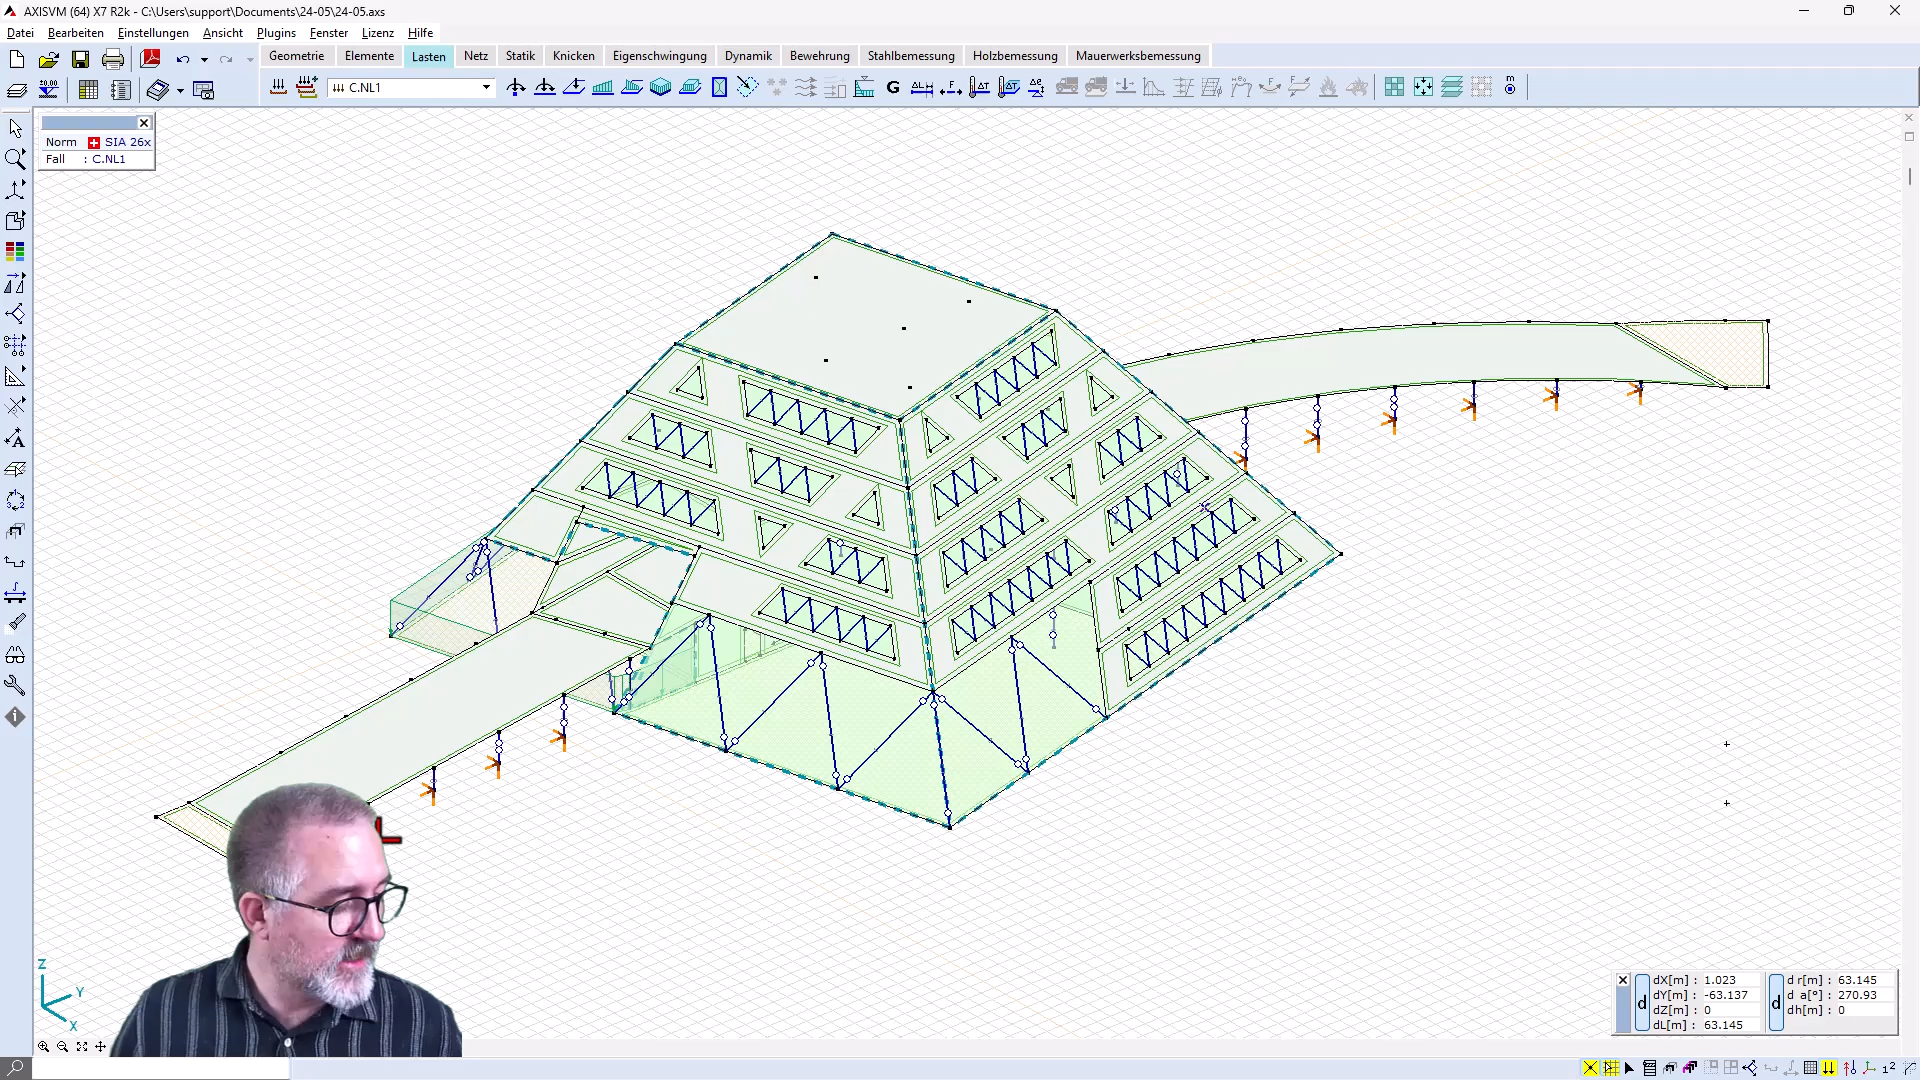 AXISVM (64) X7 R2k - C:\Users\support\Documents\24-05\24-05.axs
Datei Bearbeiten Einstellungen Ansicht Plugins Fenster Lizenz Hilfe
Geometrie Elemente Lasten Netz Statik Knicken Eigenschwingung Dynamik Bewehrung Stahlbemessung Holzbemessung Mauerwerksbemessung
C.NL1
G
Norm SIA 26x
Fall : C.NL1
Z
Y
X
dX[m] : 1.023
dY[m] : -63.137
dZ[m] : 0
dL[m] : 63.145
d
d r[m] : 63.145
d a[°] : 270.93
dh[m] : 0
d